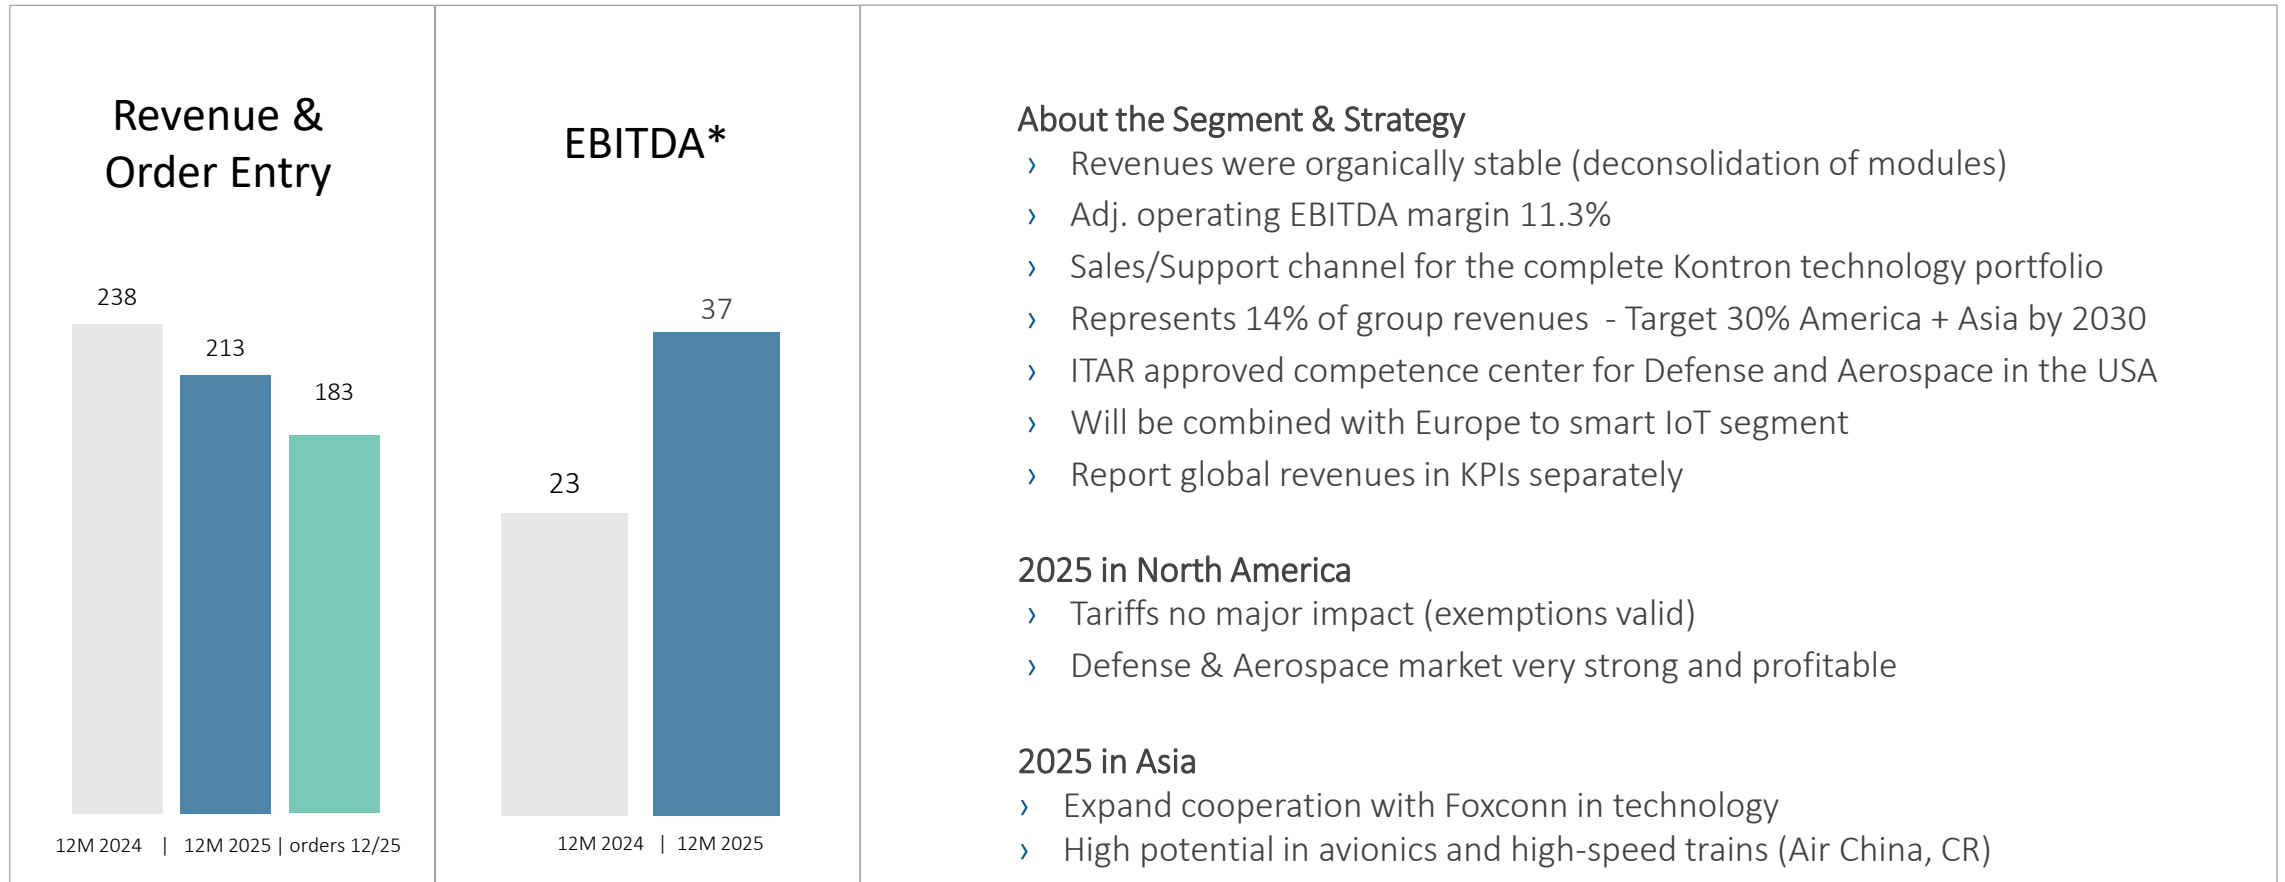 Revenue &
Order Entry
238
213
183
12M 2024 | 12M 2025 | orders 12/25
EBITDA*
23
37
12M 2024 | 12M 2025
About the Segment & Strategy
› Revenues were organically stable (deconsolidation of modules)
› Adj. operating EBITDA margin 11.3%
› Sales/Support channel for the complete Kontron technology portfolio
› Represents 14% of group revenues - Target 30% America + Asia by 2030
› ITAR approved competence center for Defense and Aerospace in the USA
› Will be combined with Europe to smart IoT segment
› Report global revenues in KPIs separately
2025 in North America
› Tariffs no major impact (exemptions valid)
› Defense & Aerospace market very strong and profitable
2025 in Asia
› Expand cooperation with Foxconn in technology
› High potential in avionics and high-speed trains (Air China, CR)